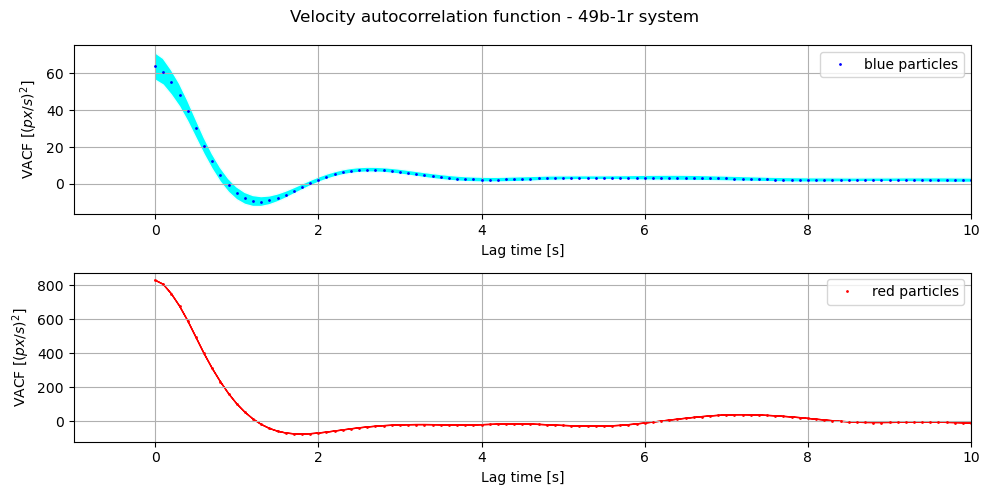 Velocity autocorrelation function - 49b-1r system
VACF [(px/s)²]
60
40
20
0
blue particles
0 2 4 6 8 10
Lag time [s]
VACF [(px/s)²]
800
600
400
200
0
red particles
0 2 4 6 8 10
Lag time [s]